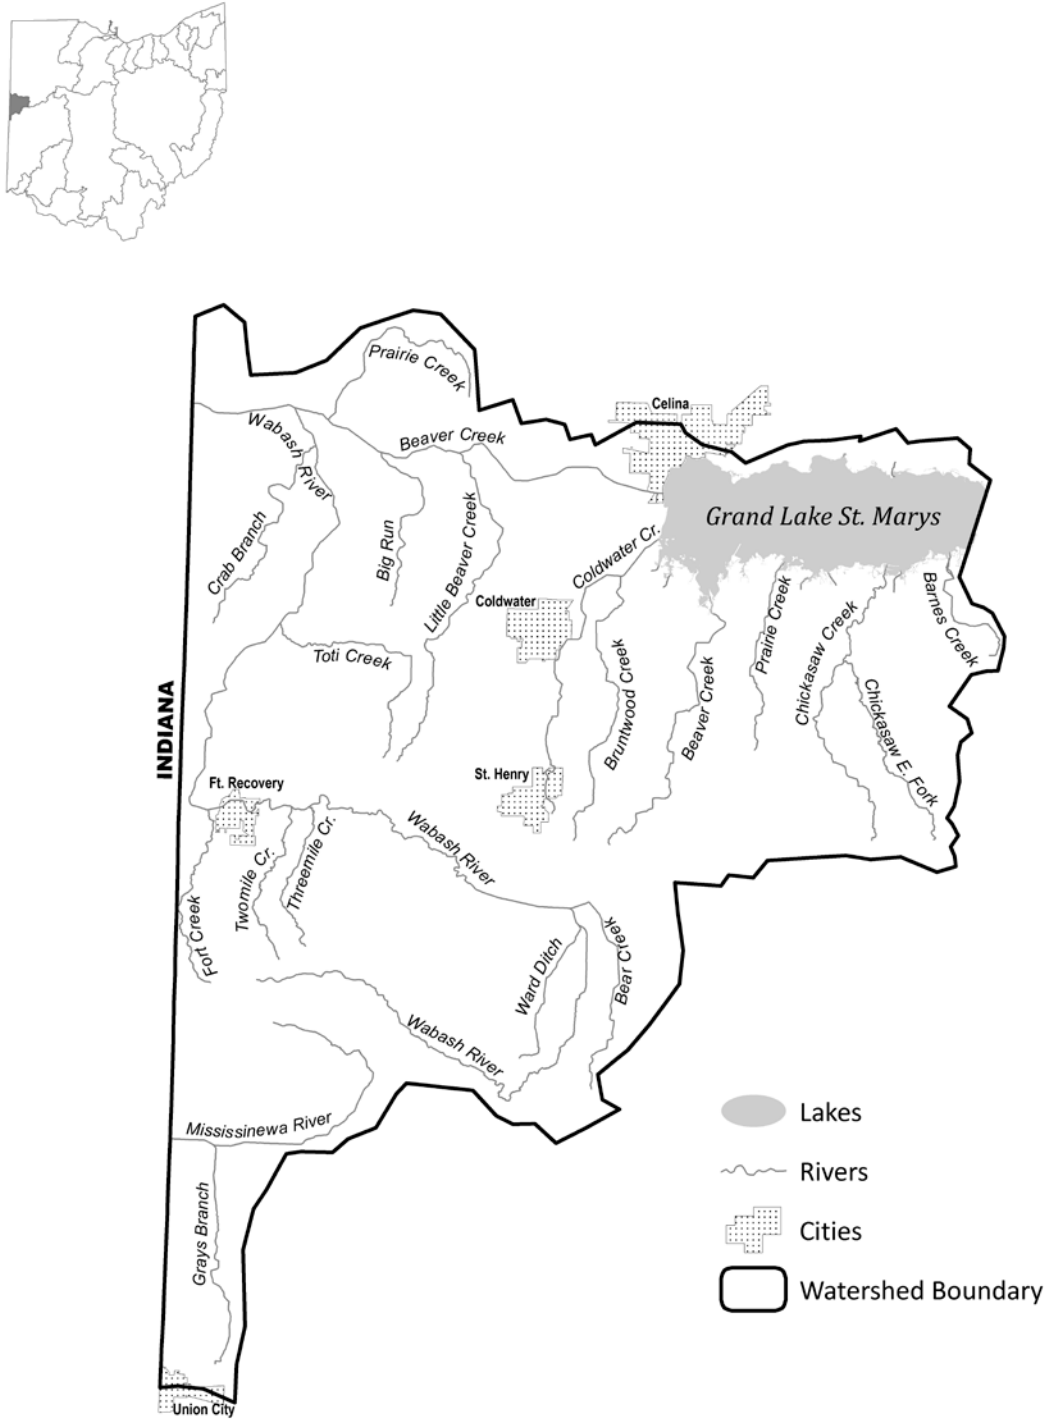 Prairie Creek
Celina
Wabash River
Beaver Creek
Grand Lake St. Marys
Crab Branch
Big Run
Little Beaver Creek
Coldwater Cr.
Coldwater
Barnes Creek
Prairie Creek
Chickasaw Creek
Toti Creek
Bruntwood Creek
Beaver Creek
Chickasaw E. Fork
INDIANA
Ft. Recovery
St. Henry
Wabash River
Twomile Cr.
Threemile Cr.
Fort Creek
Ward Ditch
Bear Creek
Wabash River
Mississinewa River
Grays Branch
Union City
Lakes
Rivers
Cities
Watershed Boundary